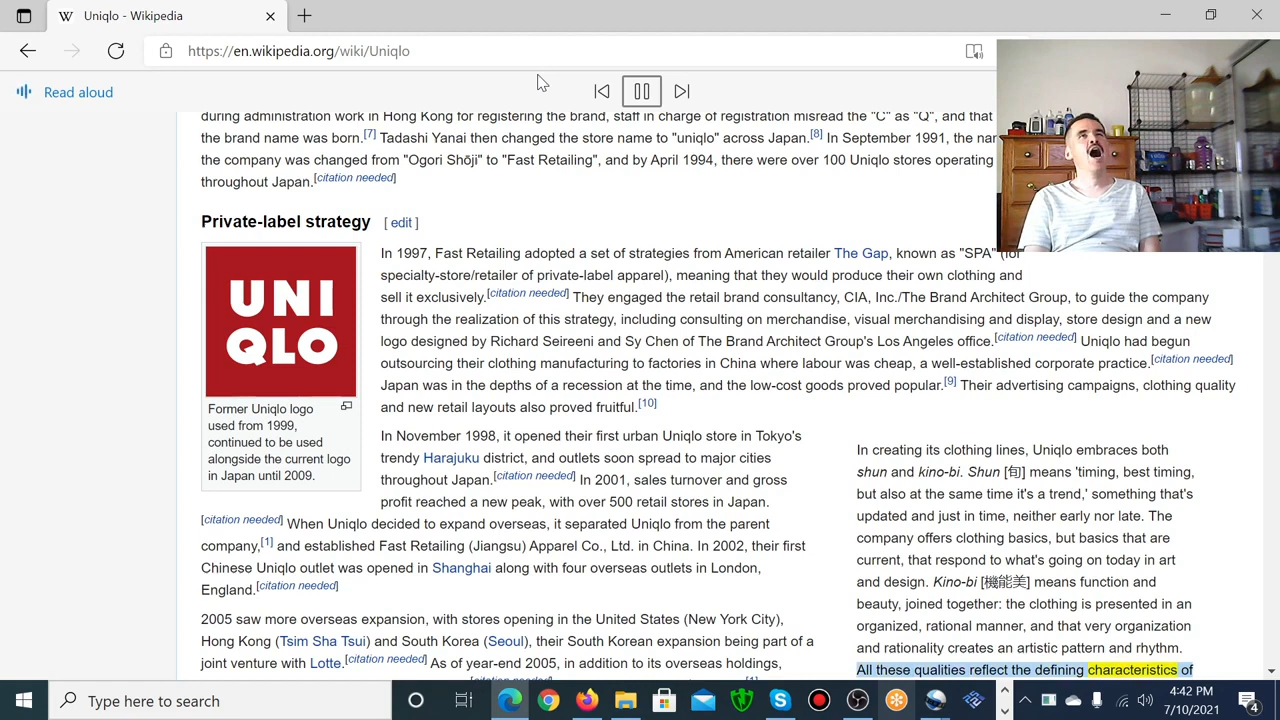 Uniqlo - Wikipedia
https://en.wikipedia.org/wiki/Uniqlo
Read aloud
during administration work in Hong Kong for registering the brand, staff in charge of registration misread the "C" as "Q", and that
the brand name was born.[7] Tadashi Yanai then changed the store name to "uniqlo" across Japan.[8] In September 1991, the
the company was changed from "Ogori Shōji" to "Fast Retailing", and by April 1994, there were over 100 Uniqlo stores operating
throughout Japan.[citation needed]
Private-label strategy [ edit ]
UNI
QLO
Former Uniqlo logo
used from 1999,
continued to be used
alongside the current logo
in Japan until 2009.
In 1997, Fast Retailing adopted a set of strategies from American retailer The Gap, known as "SPA" (for
specialty-store/retailer of private-label apparel), meaning that they would produce their own clothing and
sell it exclusively.[citation needed] They engaged the retail brand consultancy, CIA, Inc./The Brand Architect Group, to guide the company
through the realization of this strategy, including consulting on merchandise, visual merchandising and display, store design and a new
logo designed by Richard Seireeni and Sy Chen of The Brand Architect Group's Los Angeles office.[citation needed] Uniqlo had begun
outsourcing their clothing manufacturing to factories in China where labour was cheap, a well-established corporate practice.[citation needed]
Japan was in the depths of a recession at the time, and the low-cost goods proved popular.[9] Their advertising campaigns, clothing quality
and new retail layouts also proved fruitful.[10]
In November 1998, it opened their first urban Uniqlo store in Tokyo's
trendy Harajuku district, and outlets soon spread to major cities
throughout Japan.[citation needed] In 2001, sales turnover and gross
profit reached a new peak, with over 500 retail stores in Japan.
[citation needed] When Uniqlo decided to expand overseas, it separated Uniqlo from the parent
company,[1] and established Fast Retailing (Jiangsu) Apparel Co., Ltd. in China. In 2002, their first
Chinese Uniqlo outlet was opened in Shanghai along with four overseas outlets in London,
England.[citation needed]
2005 saw more overseas expansion, with stores opening in the United States (New York City),
Hong Kong (Tsim Sha Tsui) and South Korea (Seoul), their South Korean expansion being part of a
joint venture with Lotte.[citation needed] As of year-end 2005, in addition to its overseas holdings,
In creating its clothing lines, Uniqlo embraces both
shun and kino-bi. Shun [旬] means 'timing, best timing,
but also at the same time it's a trend,' something that's
updated and just in time, neither early nor late. The
company offers clothing basics, but basics that are
current, that respond to what's going on today in art
and design. Kino-bi [機能美] means function and
beauty, joined together: the clothing is presented in an
organized, rational manner, and that very organization
and rationality creates an artistic pattern and rhythm.
All these qualities reflect the defining characteristics of
Type here to search
4:42 PM
7/10/2021
4